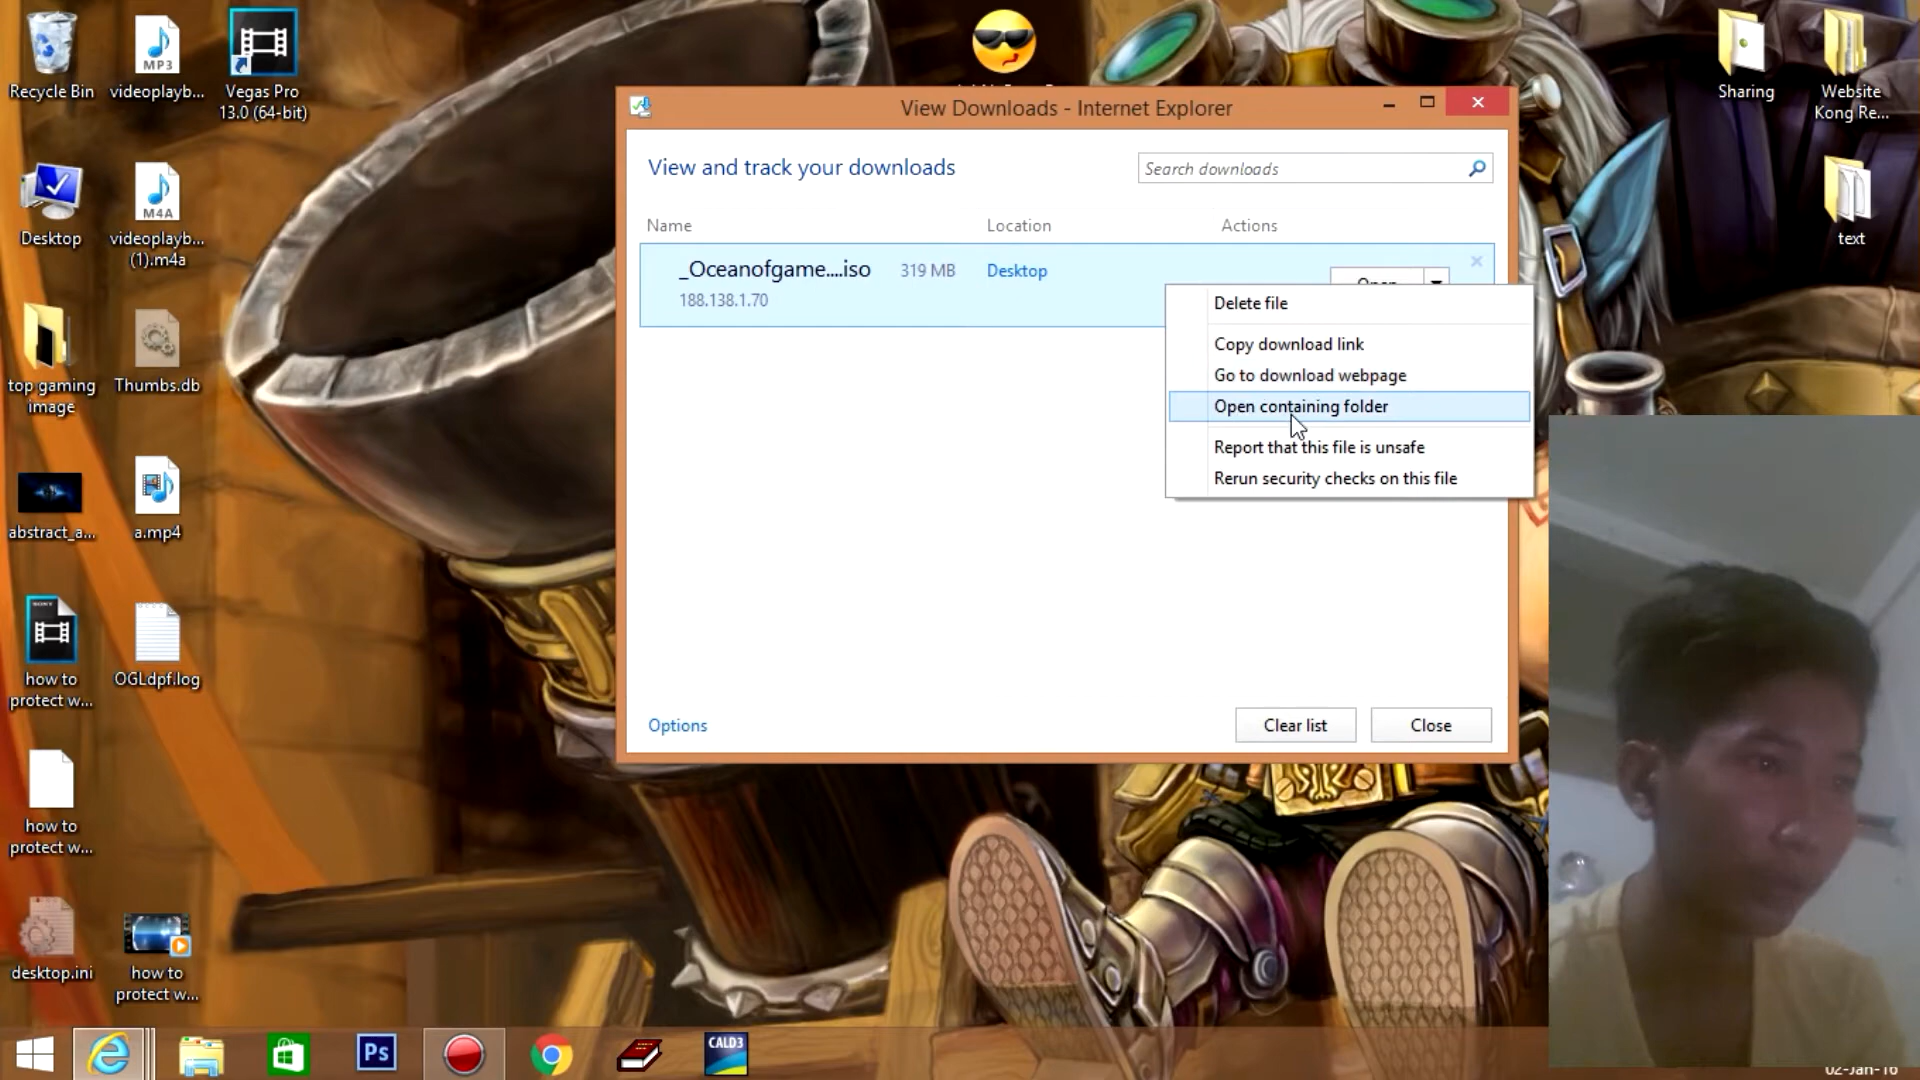 Recycle Bin
videoplayb...
Vegas Pro
13.0 (64-bit)
MP3
Desktop
M4A
videoplayb...
(1).m4a
top gaming
image
Thumbs.db
abstract_a...
a.mp4
SONY
how to
protect w...
OGLdpf.log
how to
protect w...
desktop.ini
how to
protect w...
View Downloads - Internet Explorer
View and track your downloads
Search downloads
Name
Location
Actions
_Oceanofgame....iso
319 MB
Desktop
Open
188.138.1.70
Delete file
Copy download link
Go to download webpage
Open containing folder
Report that this file is unsafe
Rerun security checks on this file
Options
Clear list
Close
Sharing
Website
Kong Re...
text
Ps
CALD3
02-Jan-16